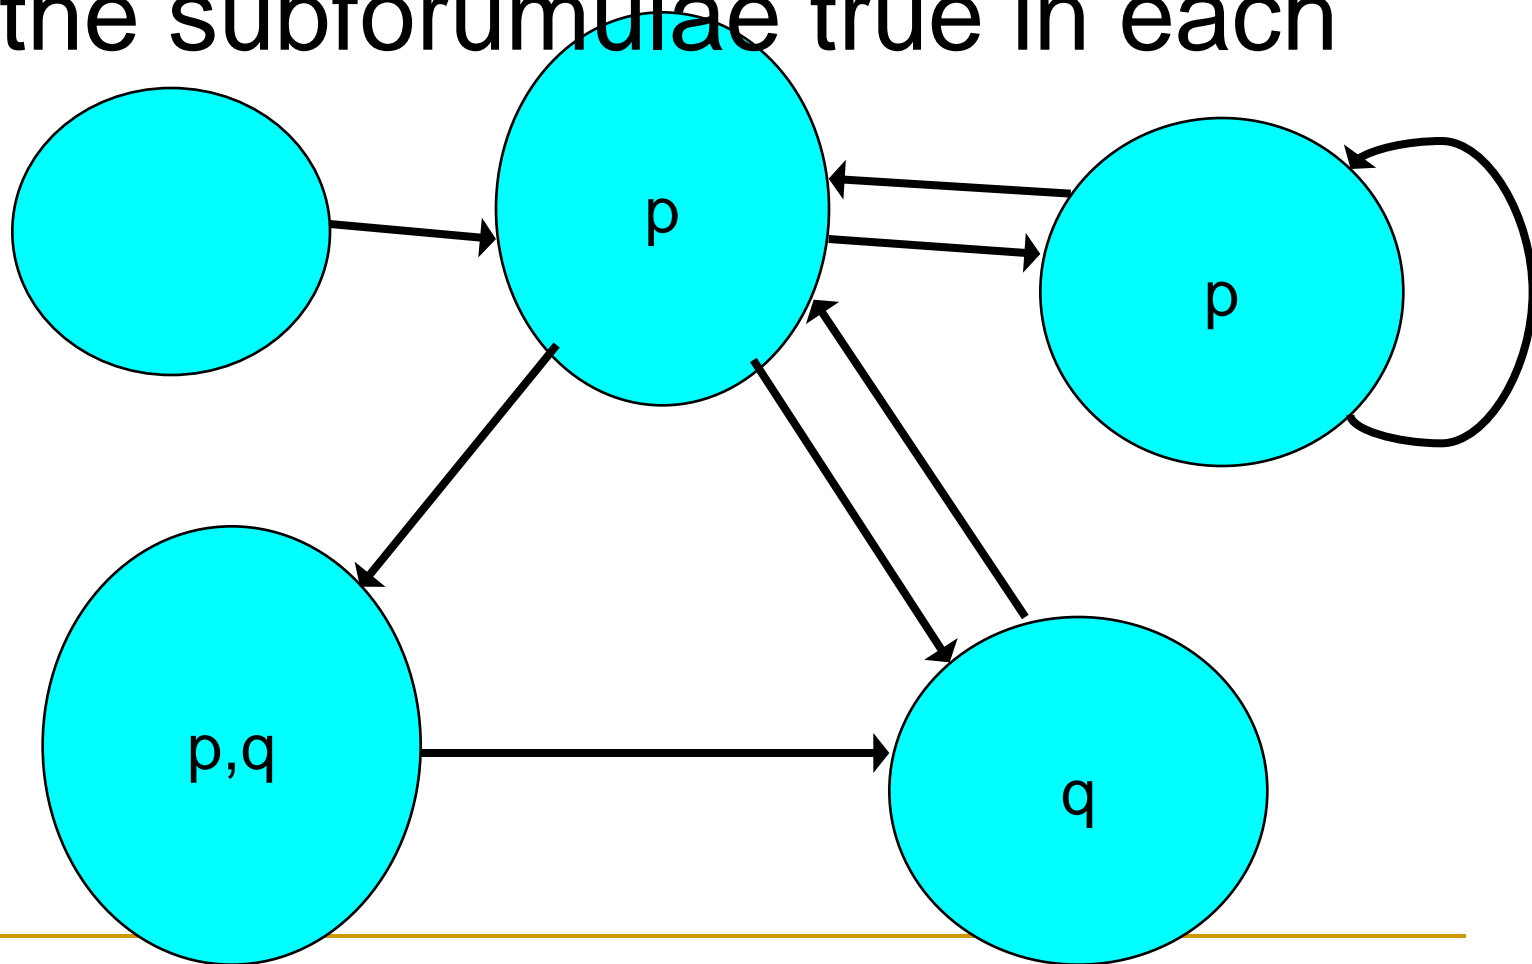 the subforumulae true in each
p
p
p,q
q